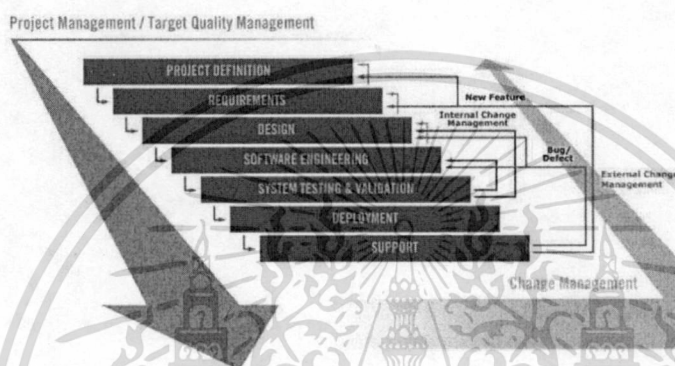 Project Management / Target Quality Management
PROJECT DEFINITION
REQUIREMENTS
DESIGN
SOFTWARE ENGINEERING
SYSTEM TESTING & VALIDATION
DEPLOYMENT
SUPPORT
New Feature
Internal Change
Management
Bug/
Defect
External Change
Management
Change Management